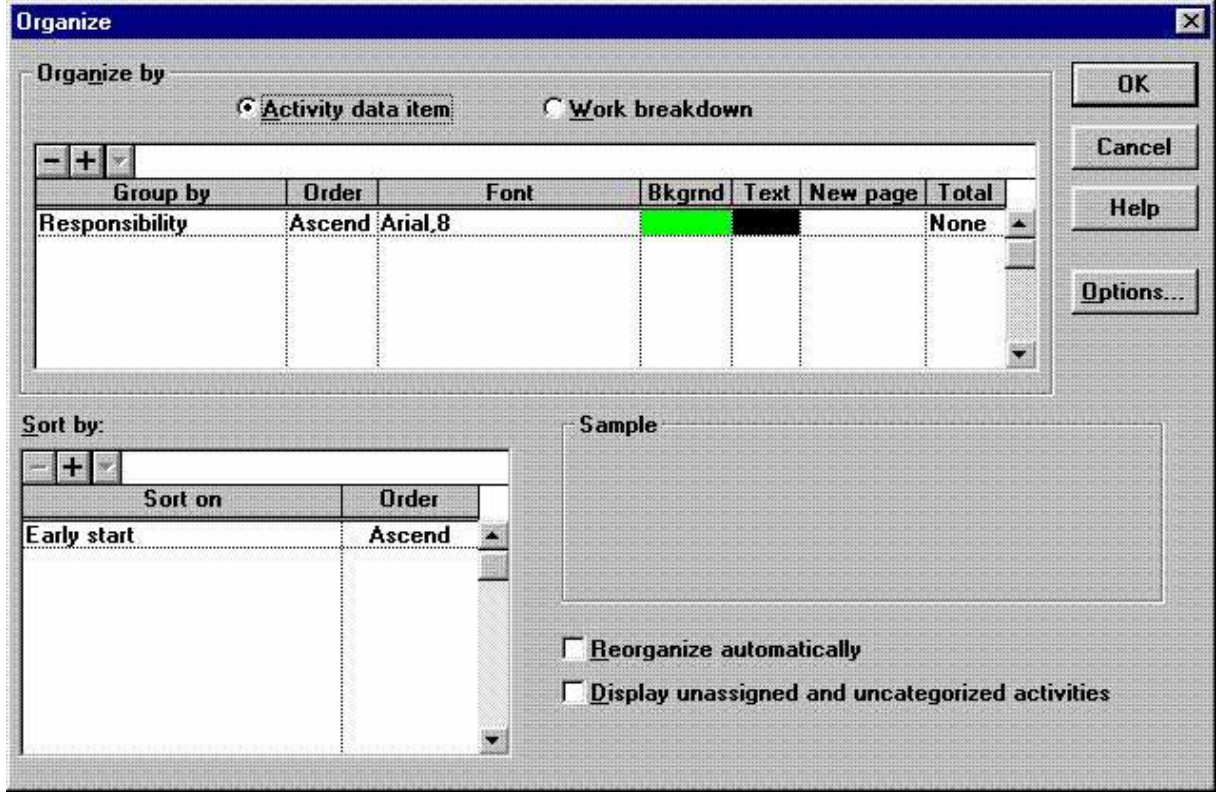 Organize
Organize by
Activity data item Work breakdown
OK
Cancel
Help
Options...
Group by Order Font Bkgrnd Text New page Total
Responsibility Ascend Arial,8 None
Sort by:
Sort on Order
Early start Ascend
Sample
Reorganize automatically
Display unassigned and uncategorized activities